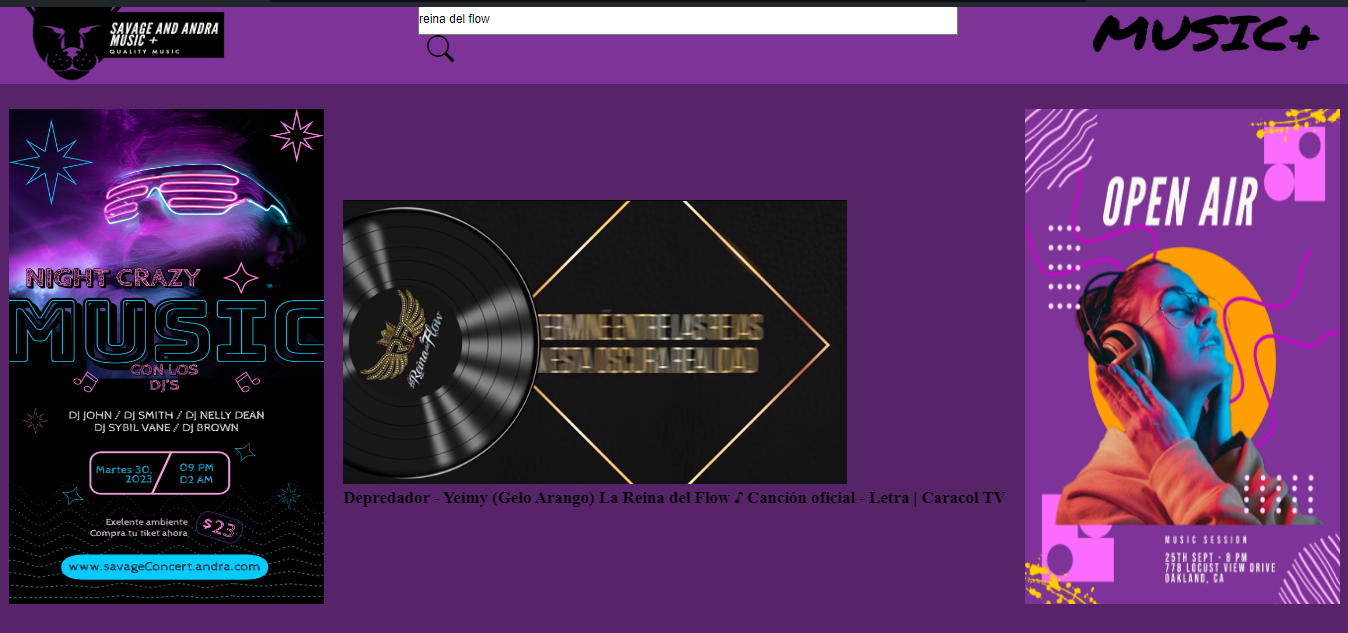 SAVAGE AND ANDRA
MUSIC +
QUALITY MUSIC
reina del flow
MUSIC+
NIGHT CRAZY
MUSIC
CON LOS
DJ'S
DJ JOHN / DJ SMITH / DJ NELLY DEAN
DJ SYBIL VANE / DJ BROWN
Martes 30,
2023
09 PM
02 AM
Exelente ambiente
Compra tu tiket ahora
$23
www.savageConcert.andra.com
La Reina del Flow
TERMINÉ ENTRE LAS REJAS
Y ESTA OSCURA REALIDAD
Depredador - Yeimy (Gelo Arango) La Reina del Flow ♪ Canción oficial - Letra | Caracol TV
OPEN AIR
MUSIC SESSION
25TH SEPT - 8 PM
778 LOCUST VIEW DRIVE
OAKLAND, CA